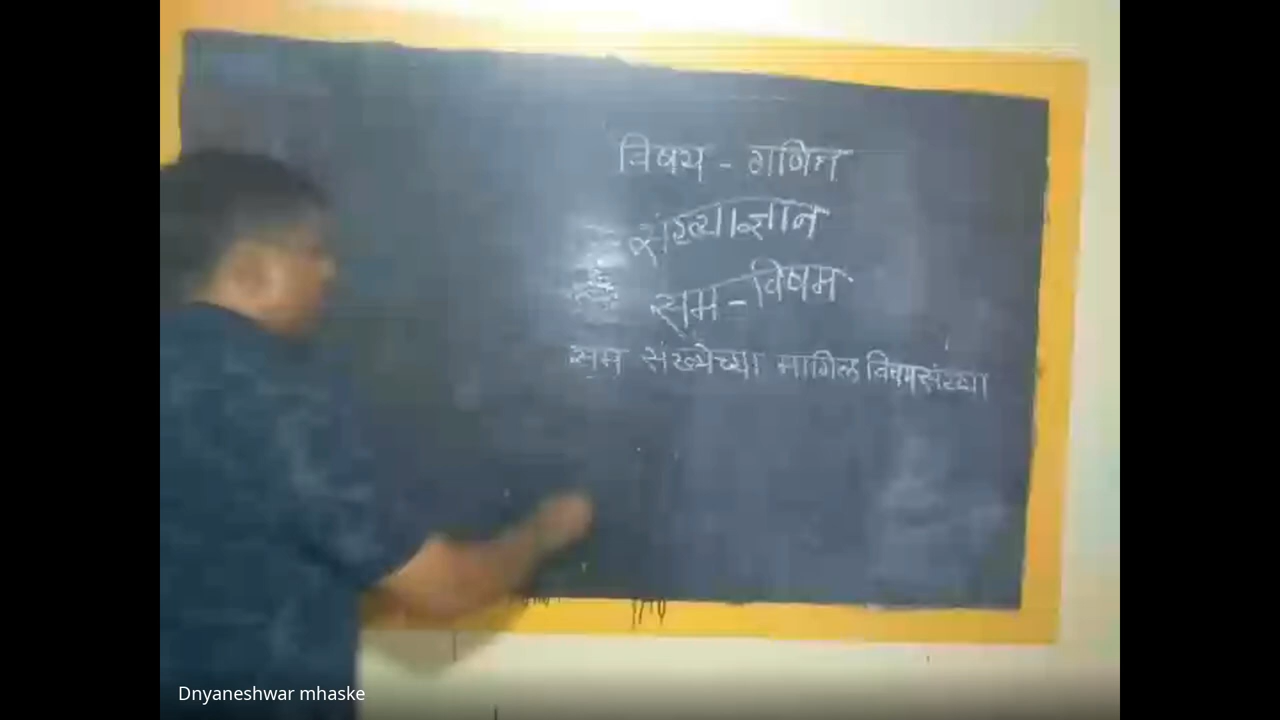 विषय - गणित
संख्याज्ञान
सम - विषम
सम संख्येच्या मागिल विषमसंख्या
Dnyaneshwar mhaske